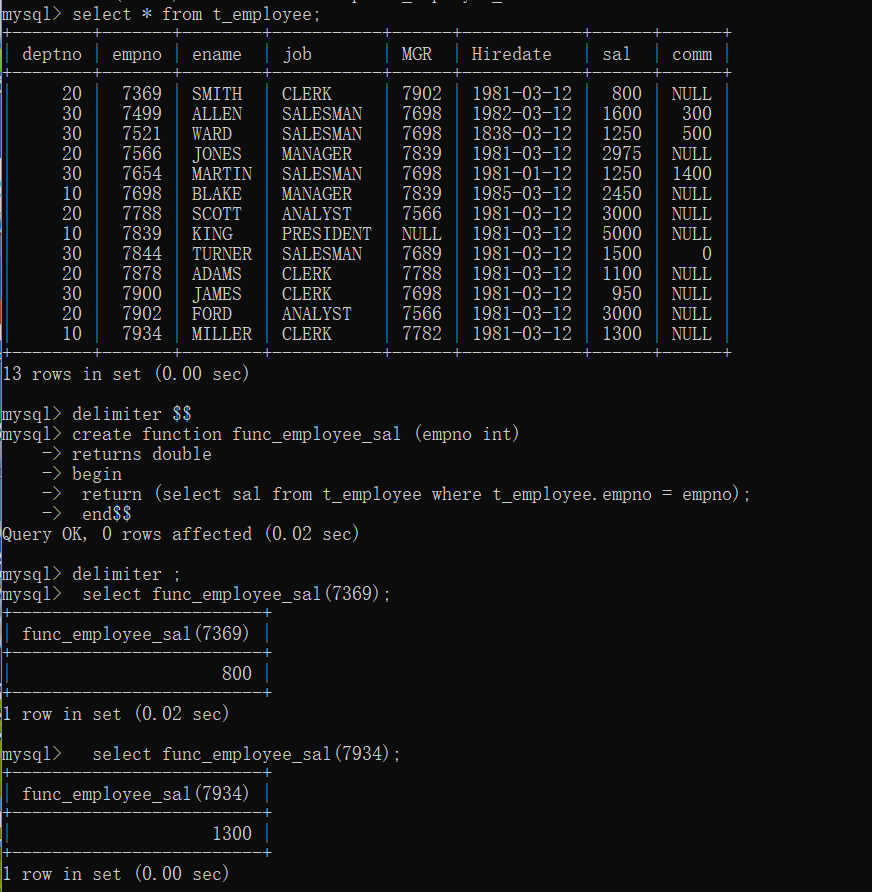 mysql> select * from t_employee;
+--------+-------+--------+-----------+------+------------+------+------+
| deptno | empno | ename  | job       | MGR  | Hiredate   | sal  | comm |
+--------+-------+--------+-----------+------+------------+------+------+
|     20 |  7369 | SMITH  | CLERK     | 7902 | 1981-03-12 |  800 | NULL |
|     30 |  7499 | ALLEN  | SALESMAN  | 7698 | 1982-03-12 | 1600 |  300 |
|     30 |  7521 | WARD   | SALESMAN  | 7698 | 1838-03-12 | 1250 |  500 |
|     20 |  7566 | JONES  | MANAGER   | 7839 | 1981-03-12 | 2975 | NULL |
|     30 |  7654 | MARTIN | SALESMAN  | 7698 | 1981-01-12 | 1250 | 1400 |
|     10 |  7698 | BLAKE  | MANAGER   | 7839 | 1985-03-12 | 2450 | NULL |
|     20 |  7788 | SCOTT  | ANALYST   | 7566 | 1981-03-12 | 3000 | NULL |
|     10 |  7839 | KING   | PRESIDENT | NULL | 1981-03-12 | 5000 | NULL |
|     30 |  7844 | TURNER | SALESMAN  | 7689 | 1981-03-12 | 1500 |    0 |
|     20 |  7878 | ADAMS  | CLERK     | 7788 | 1981-03-12 | 1100 | NULL |
|     30 |  7900 | JAMES  | CLERK     | 7698 | 1981-03-12 |  950 | NULL |
|     20 |  7902 | FORD   | ANALYST   | 7566 | 1981-03-12 | 3000 | NULL |
|     10 |  7934 | MILLER | CLERK     | 7782 | 1981-03-12 | 1300 | NULL |
+--------+-------+--------+-----------+------+------------+------+------+
13 rows in set (0.00 sec)

mysql> delimiter $$
mysql> create function func_employee_sal (empno int)
    -> returns double
    -> begin
    ->  return (select sal from t_employee where t_employee.empno = empno);
    ->  end$$
Query OK, 0 rows affected (0.02 sec)

mysql> delimiter ;
mysql>  select func_employee_sal(7369);
+-------------------------+
| func_employee_sal(7369) |
+-------------------------+
|                     800 |
+-------------------------+
1 row in set (0.02 sec)

mysql>   select func_employee_sal(7934);
+-------------------------+
| func_employee_sal(7934) |
+-------------------------+
|                    1300 |
+-------------------------+
1 row in set (0.00 sec)